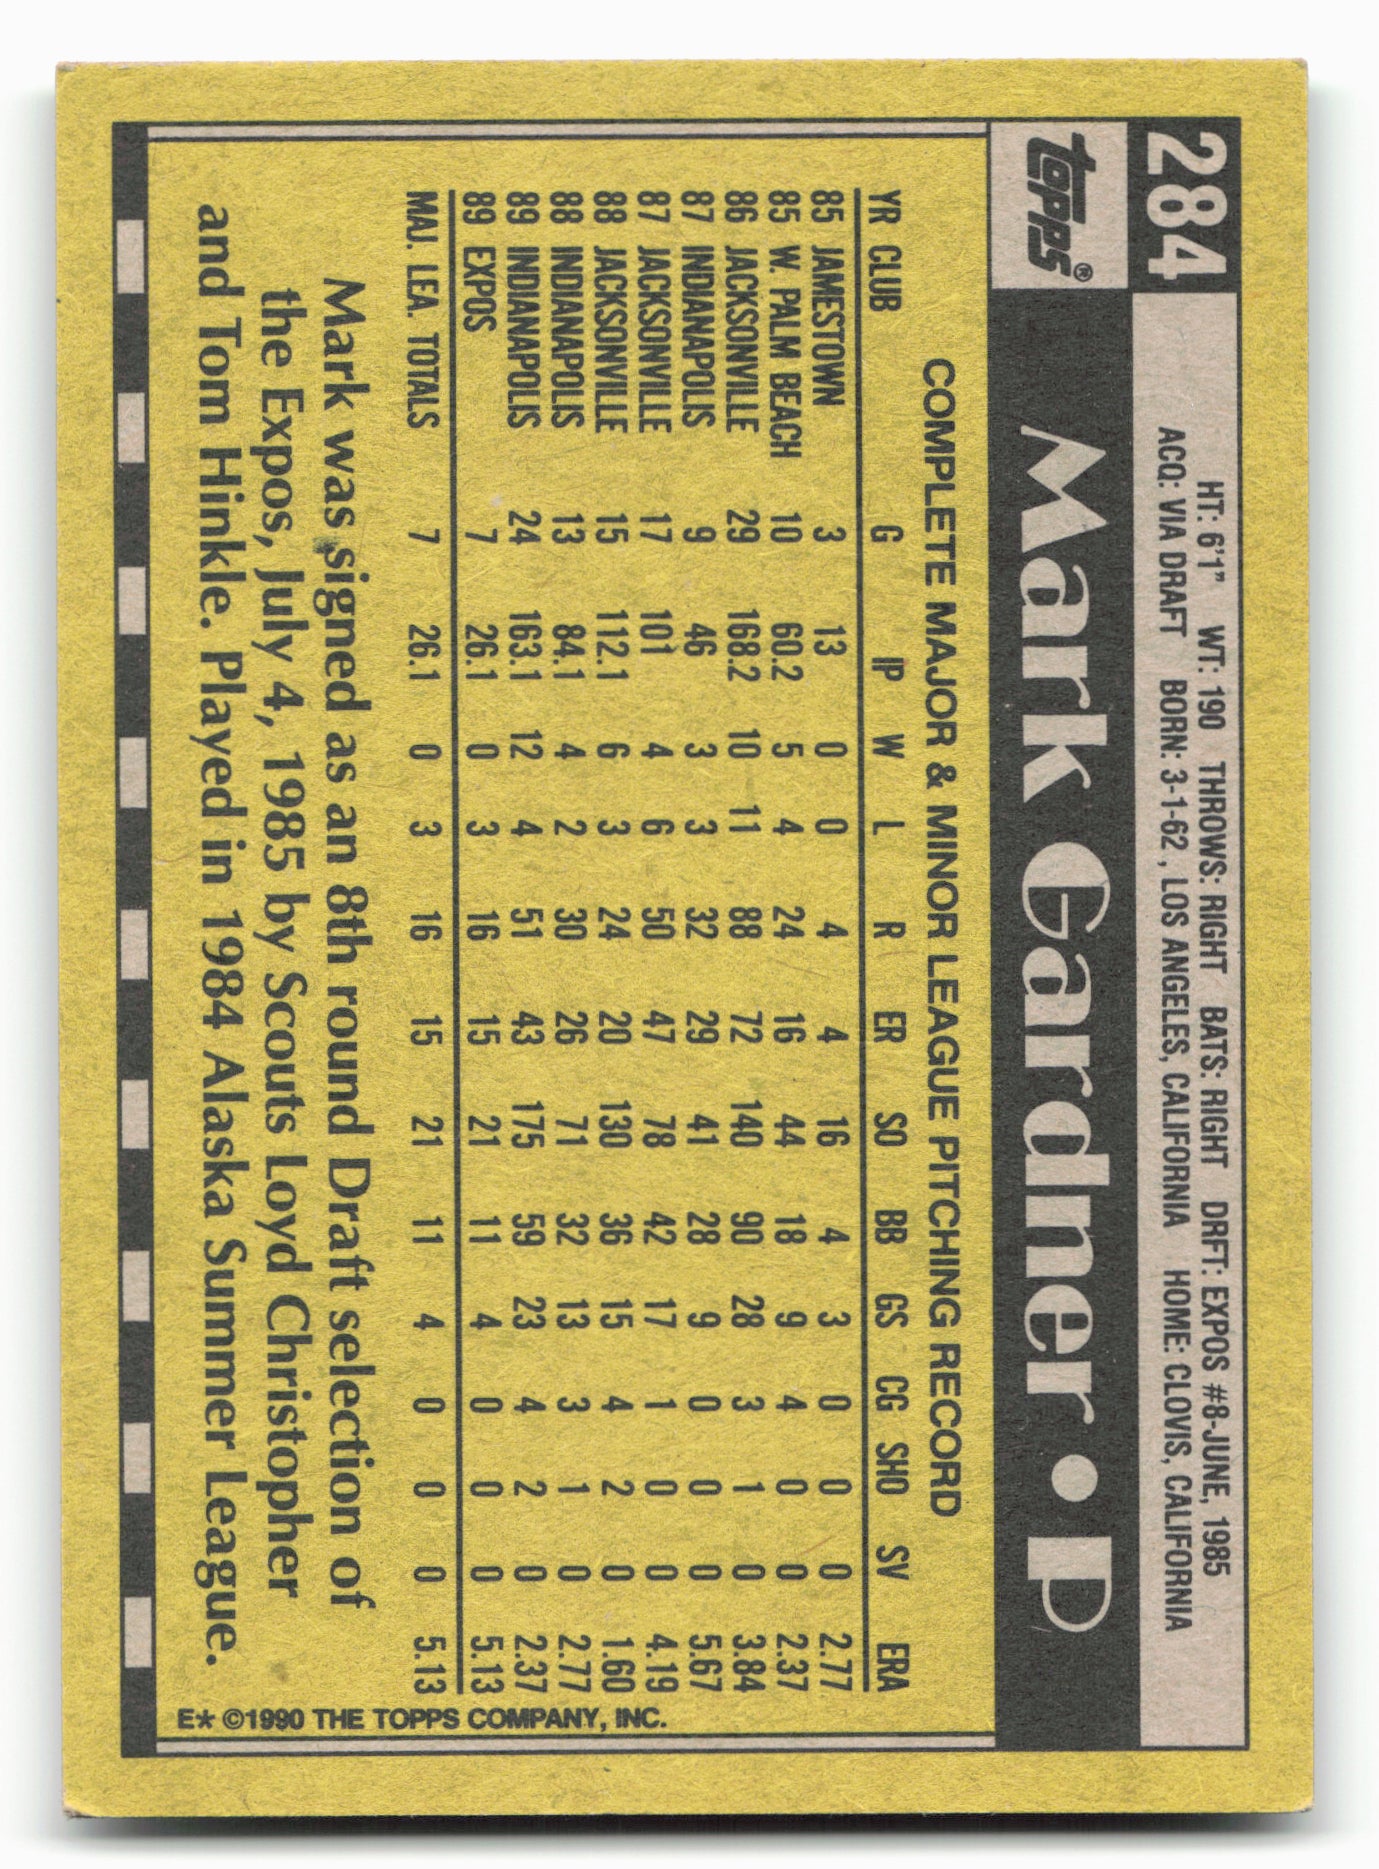 284
HT: 6'1" WT: 190 THROWS: RIGHT BATS: RIGHT DRFT: EXPOS #8-JUNE, 1985
ACQ: VIA DRAFT BORN: 3-1-62, LOS ANGELES, CALIFORNIA HOME: CLOVIS, CALIFORNIA
topps®
Mark Gardner • P
COMPLETE MAJOR & MINOR LEAGUE PITCHING RECORD
YR CLUB G IP W L R ER SO BB GS CG SHO SV ERA
85 JAMESTOWN 3 13 0 0 4 4 16 4 3 0 0 0 2.77
85 W. PALM BEACH 10 60.2 5 4 24 16 44 18 9 4 0 0 2.37
86 JACKSONVILLE 29 168.2 10 11 88 72 140 90 28 3 1 0 3.84
87 INDIANAPOLIS 9 46 3 3 32 29 41 28 9 0 0 0 5.67
87 JACKSONVILLE 17 101 4 6 50 47 78 42 17 1 0 0 4.19
88 JACKSONVILLE 15 112.1 6 3 24 20 130 36 15 4 2 0 1.60
88 INDIANAPOLIS 13 84.1 4 2 30 26 71 32 13 3 1 0 2.77
89 INDIANAPOLIS 24 163.1 12 4 51 43 175 59 23 4 2 0 2.37
89 EXPOS 7 26.1 0 3 16 15 21 11 4 0 0 0 5.13
MAJ. LEA. TOTALS 7 26.1 0 3 16 15 21 11 4 0 0 0 5.13
Mark was signed as an 8th round Draft selection of
the Expos, July 4, 1985 by Scouts Loyd Christopher
and Tom Hinkle. Played in 1984 Alaska Summer League.
E* ©1990 THE TOPPS COMPANY, INC.